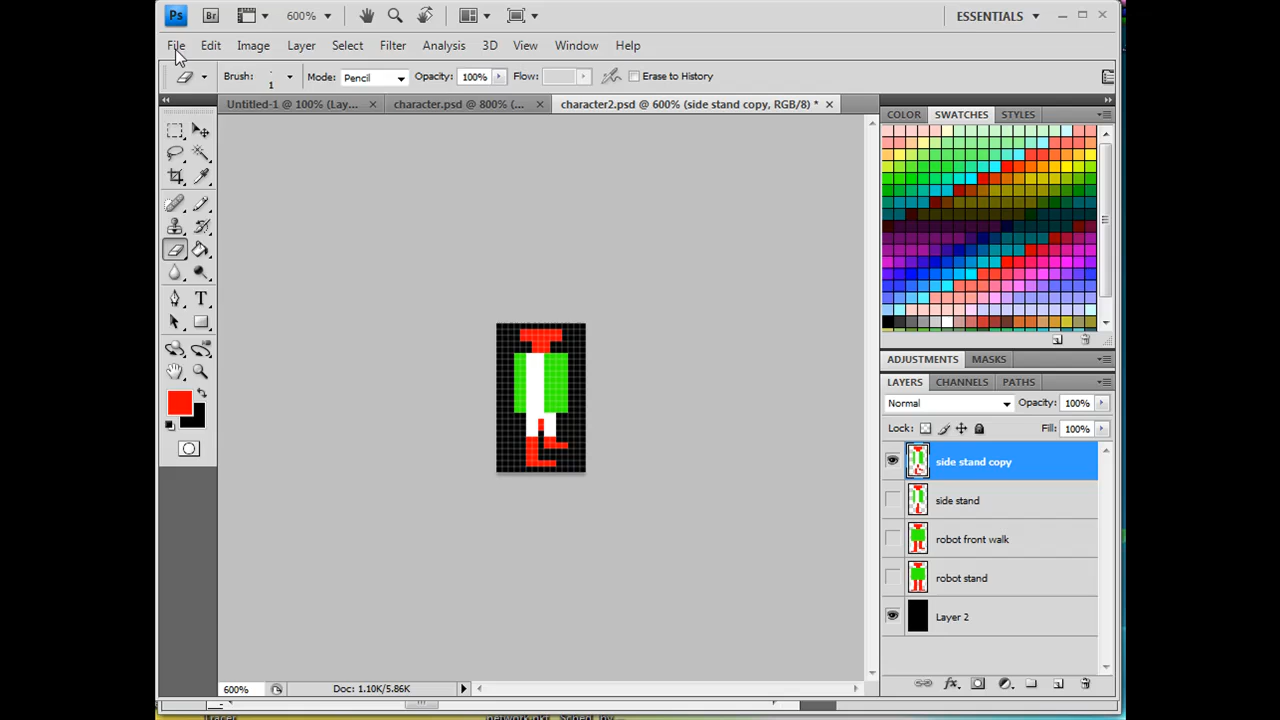 Ps Br 600% ESSENTIALS
File Edit Image Layer Select Filter Analysis 3D View Window Help
Brush: 1 Mode: Pencil Opacity: 100% Flow: Erase to History
Untitled-1 @ 100% (Lay... × character.psd @ 800% (... × character2.psd @ 600% (side stand copy, RGB/8) * ×
COLOR SWATCHES STYLES
T
ADJUSTMENTS MASKS
LAYERS CHANNELS PATHS
Normal Opacity: 100%
Lock: Fill: 100%
side stand copy
side stand
robot front walk
robot stand
Layer 2
fx
600% Doc: 1.10K/5.86K